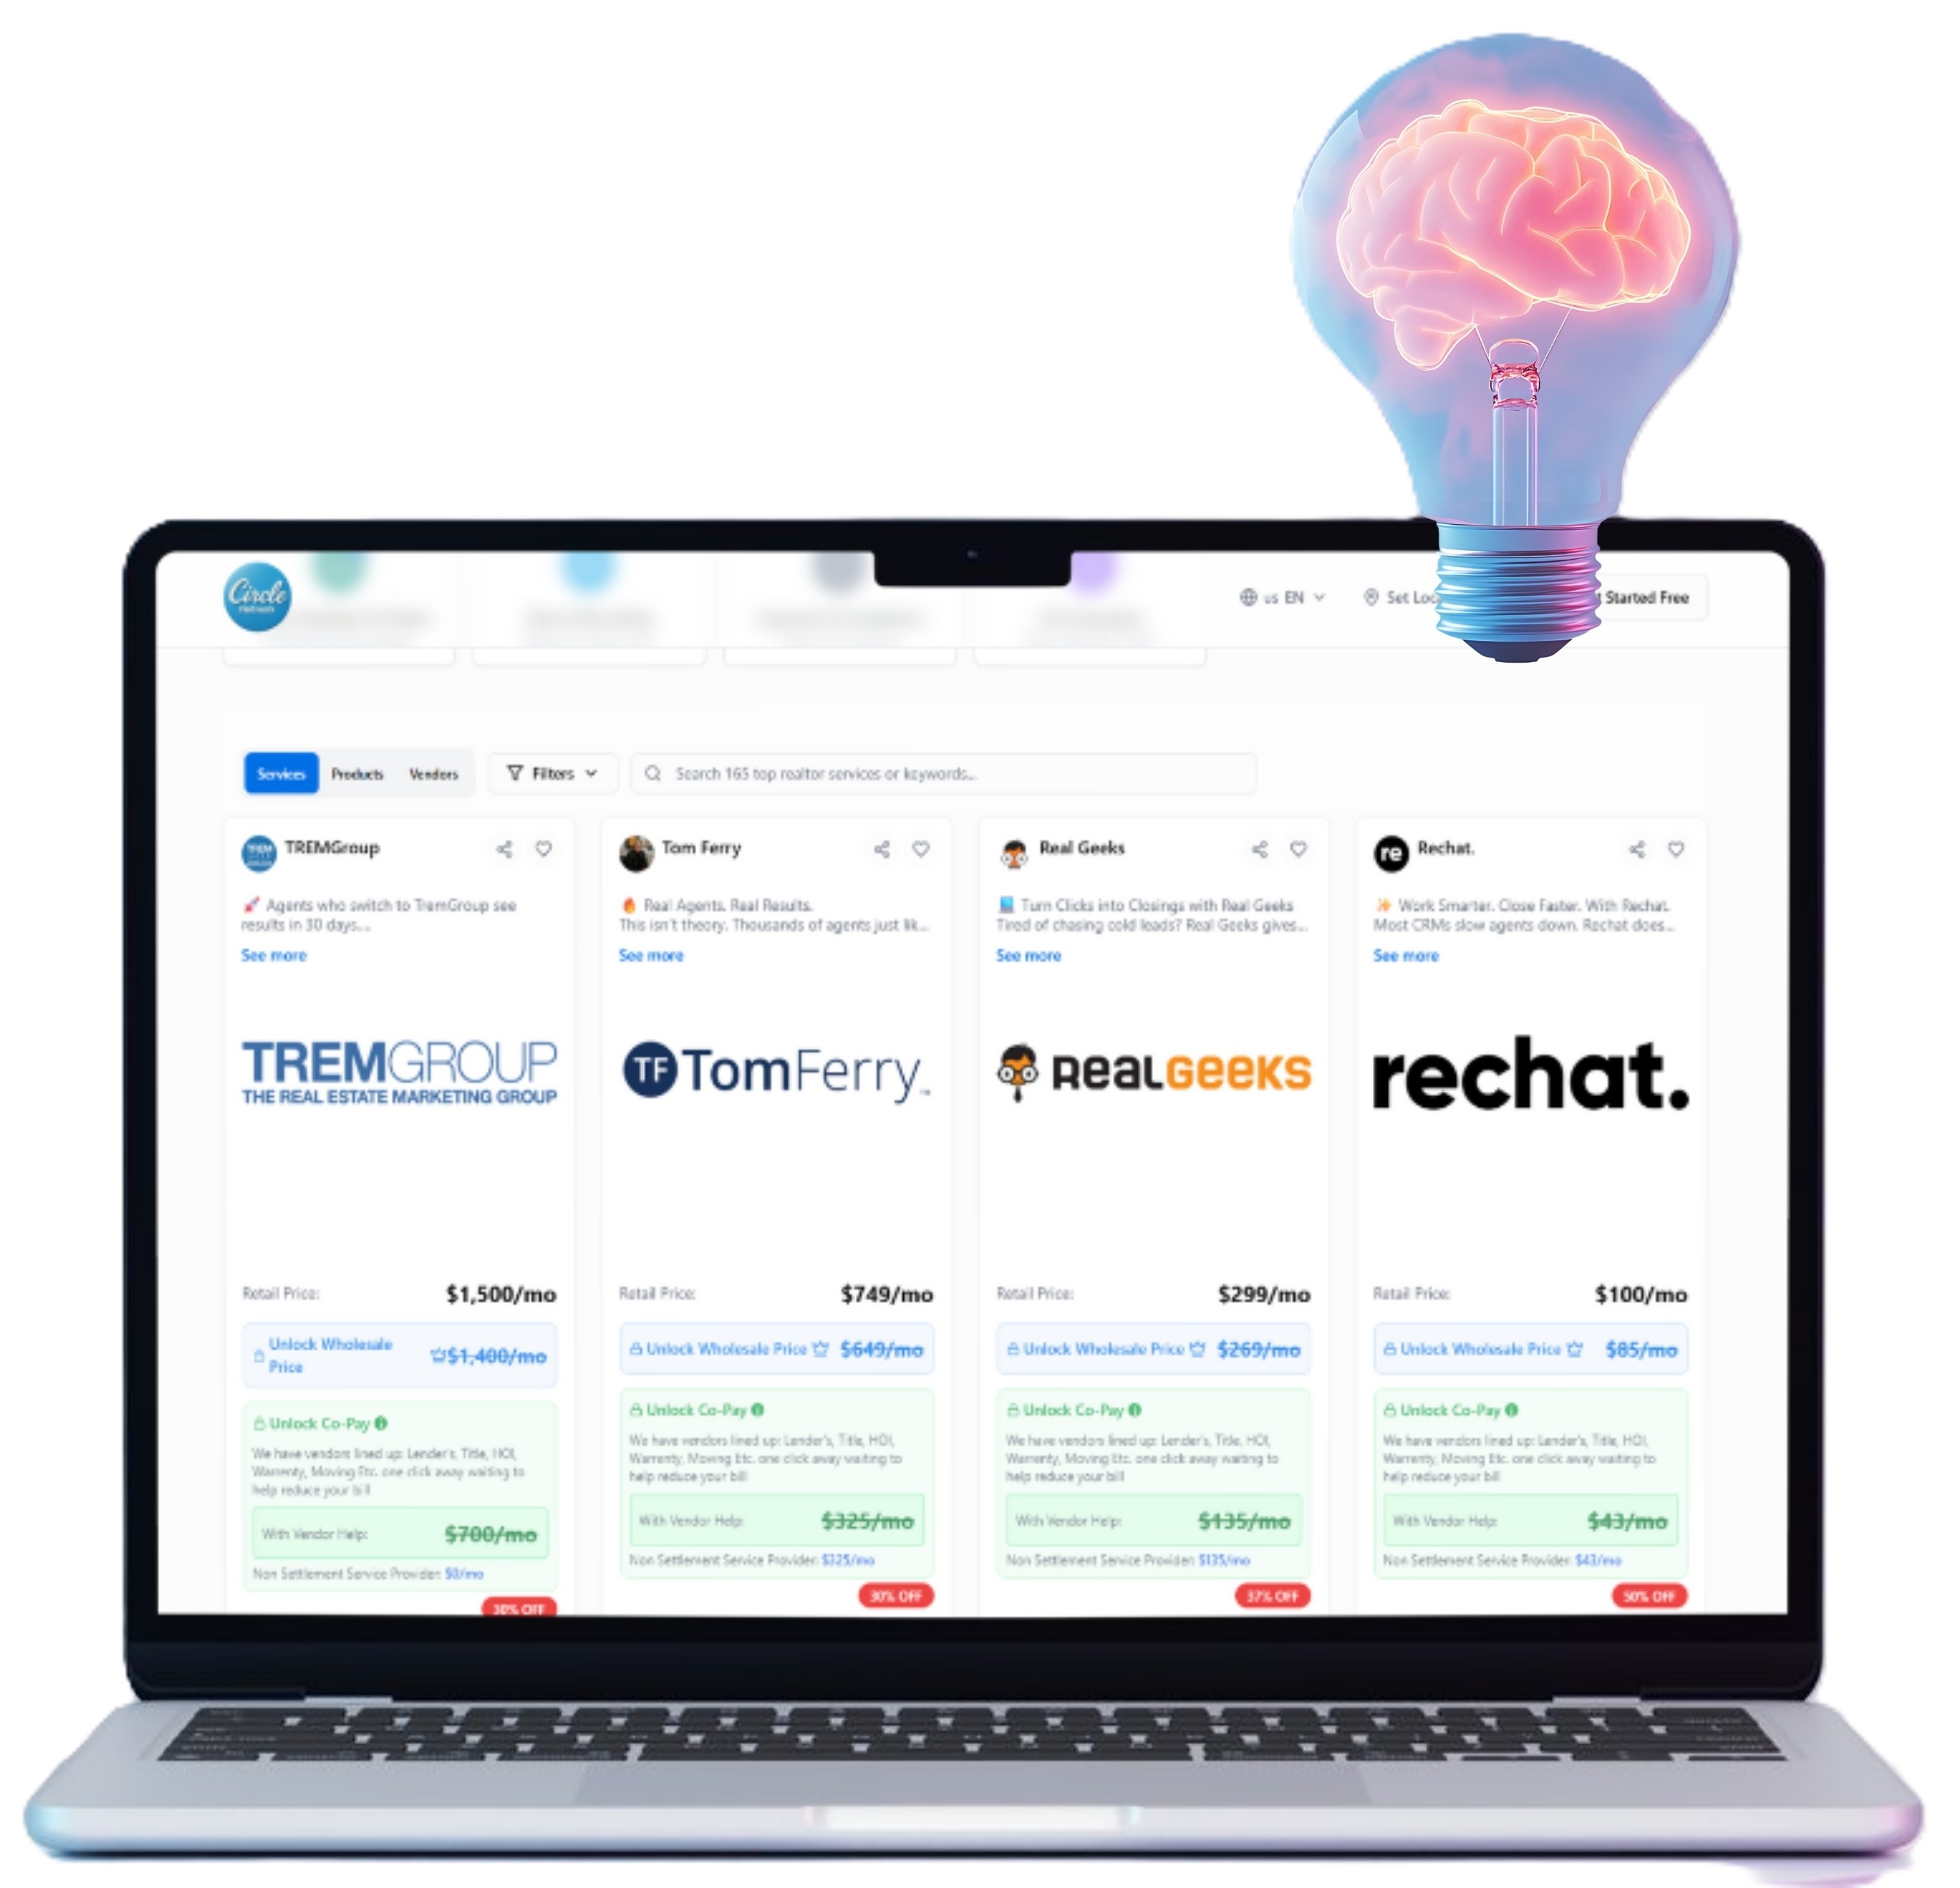 Circle
us EN
Set Loc
t Started Free
Services
Products
Vendors
Filters
Search 165 top realtor services or keywords...
TREMGroup
🚀 Agents who switch to TremGroup see
results in 30 days...
See more
TREMGROUP
THE REAL ESTATE MARKETING GROUP
Retail Price:
$1,500/mo
Unlock Wholesale
Price
$1,400/mo
Unlock Co-Pay
We have vendors lined up: Lender's, Title, HOI,
Warrenty, Moving Etc. one click away waiting to
help reduce your bill
With Vendor Help:
$700/mo
Non Settlement Service Provider: $0/mo
30% OFF
Tom Ferry
🔥 Real Agents. Real Results.
This isn't theory. Thousands of agents just lik...
See more
TF TomFerry™
Retail Price:
$749/mo
Unlock Wholesale Price
$649/mo
Unlock Co-Pay
We have vendors lined up: Lender's, Title, HOI,
Warrenty, Moving Etc. one click away waiting to
help reduce your bill
With Vendor Help:
$325/mo
Non Settlement Service Provider: $325/mo
30% OFF
Real Geeks
Turn Clicks into Closings with Real Geeks
Tired of chasing cold leads? Real Geeks gives...
See more
REALGEEKS
Retail Price:
$299/mo
Unlock Wholesale Price
$269/mo
Unlock Co-Pay
We have vendors lined up: Lender's, Title, HOI,
Warrenty, Moving Etc. one click away waiting to
help reduce your bill
With Vendor Help:
$135/mo
Non Settlement Service Provider: $135/mo
37% OFF
re
Rechat.
✨ Work Smarter. Close Faster. With Rechat.
Most CRMs slow agents down. Rechat does...
See more
rechat.
Retail Price:
$100/mo
Unlock Wholesale Price
$85/mo
Unlock Co-Pay
We have vendors lined up: Lender's, Title, HOI,
Warrenty, Moving Etc. one click away waiting to
help reduce your bill
With Vendor Help:
$43/mo
Non Settlement Service Provider: $43/mo
50% OFF